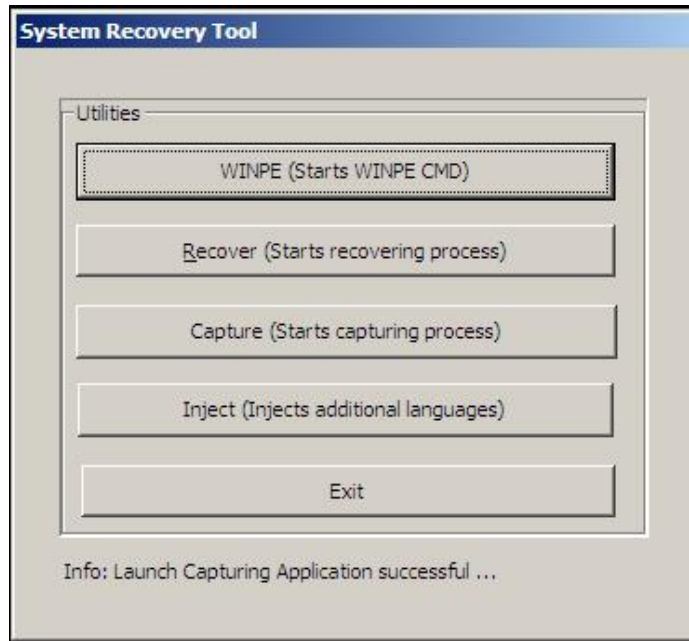 System Recovery Tool
Utilities
WINPE (Starts WINPE CMD)
Recover (Starts recovering process)
Capture (Starts capturing process)
Inject (Injects additional languages)
Exit
Info: Launch Capturing Application successful ...